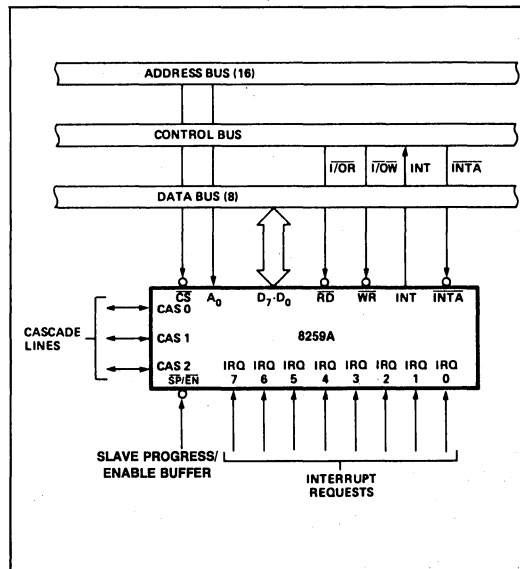 ADDRESS BUS (16)
CONTROL BUS
I/OR I/OW INT INTA
DATA BUS (8)
CS A0 D7-D0 RD WR INT INTA
CAS 0
CASCADE LINES
CAS 1
8259A
CAS 2
IRQ IRQ IRQ IRQ IRQ IRQ IRQ IRQ
SP/EN
7 6 5 4 3 2 1 0
SLAVE PROGRESS/
ENABLE BUFFER
INTERRUPT
REQUESTS